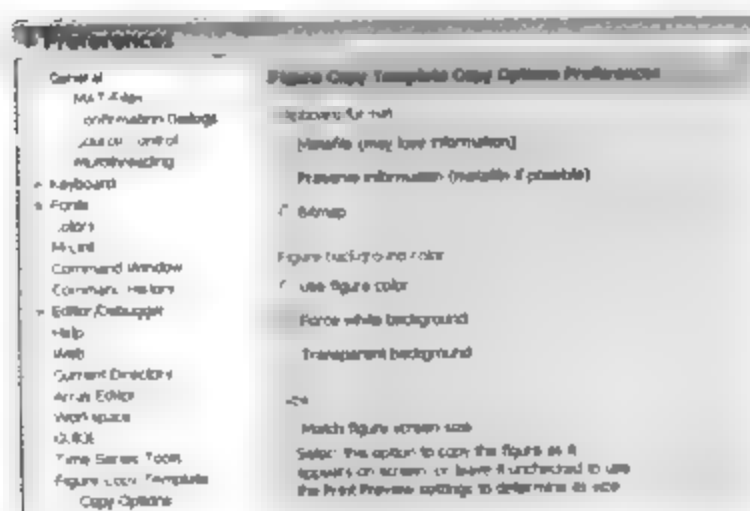 Preferences
General
MAT-Files
Confirmation Dialogs
Source Control
Multithreading
Keyboard
Fonts
Colors
M-Lint
Command Window
Command History
Editor/Debugger
Help
Web
Current Directory
Array Editor
Workspace
GUIDE
Time Series Tools
Figure Copy Template
Copy Options
Figure Copy Template Copy Options Preferences
Clipboard format
Metafile (may lose information)
Preserve information (metafile if possible)
Bitmap
Figure background color
Use figure color
Force white background
Transparent background
Size
Match figure screen size
Select this option to copy the figure as it
appears on screen, or leave it unchecked to use
the Print Preview settings to determine its size